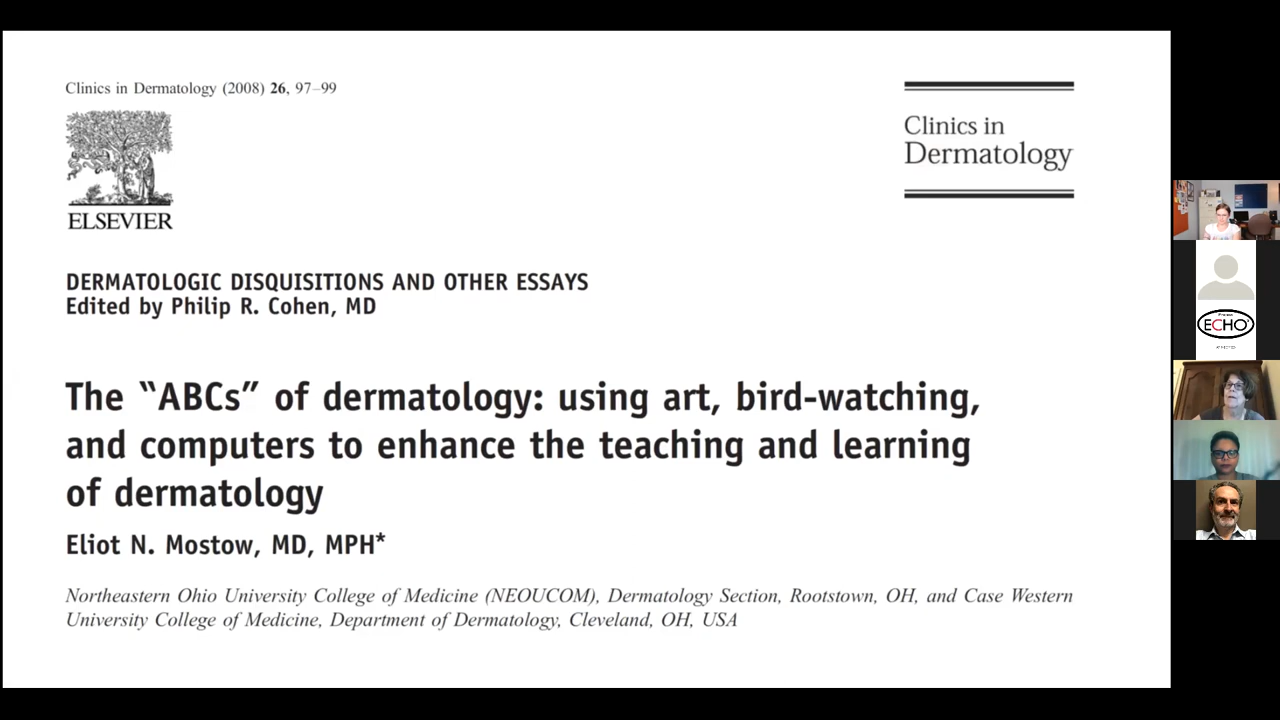 Clinics in Dermatology (2008) 26, 97–99
ELSEVIER
Clinics in
Dermatology
DERMATOLOGIC DISQUISITIONS AND OTHER ESSAYS
Edited by Philip R. Cohen, MD
The “ABCs” of dermatology: using art, bird-watching,
and computers to enhance the teaching and learning
of dermatology
Eliot N. Mostow, MD, MPH*
Northeastern Ohio University College of Medicine (NEOUCOM), Dermatology Section, Rootstown, OH, and Case Western
University College of Medicine, Department of Dermatology, Cleveland, OH, USA
ECHO